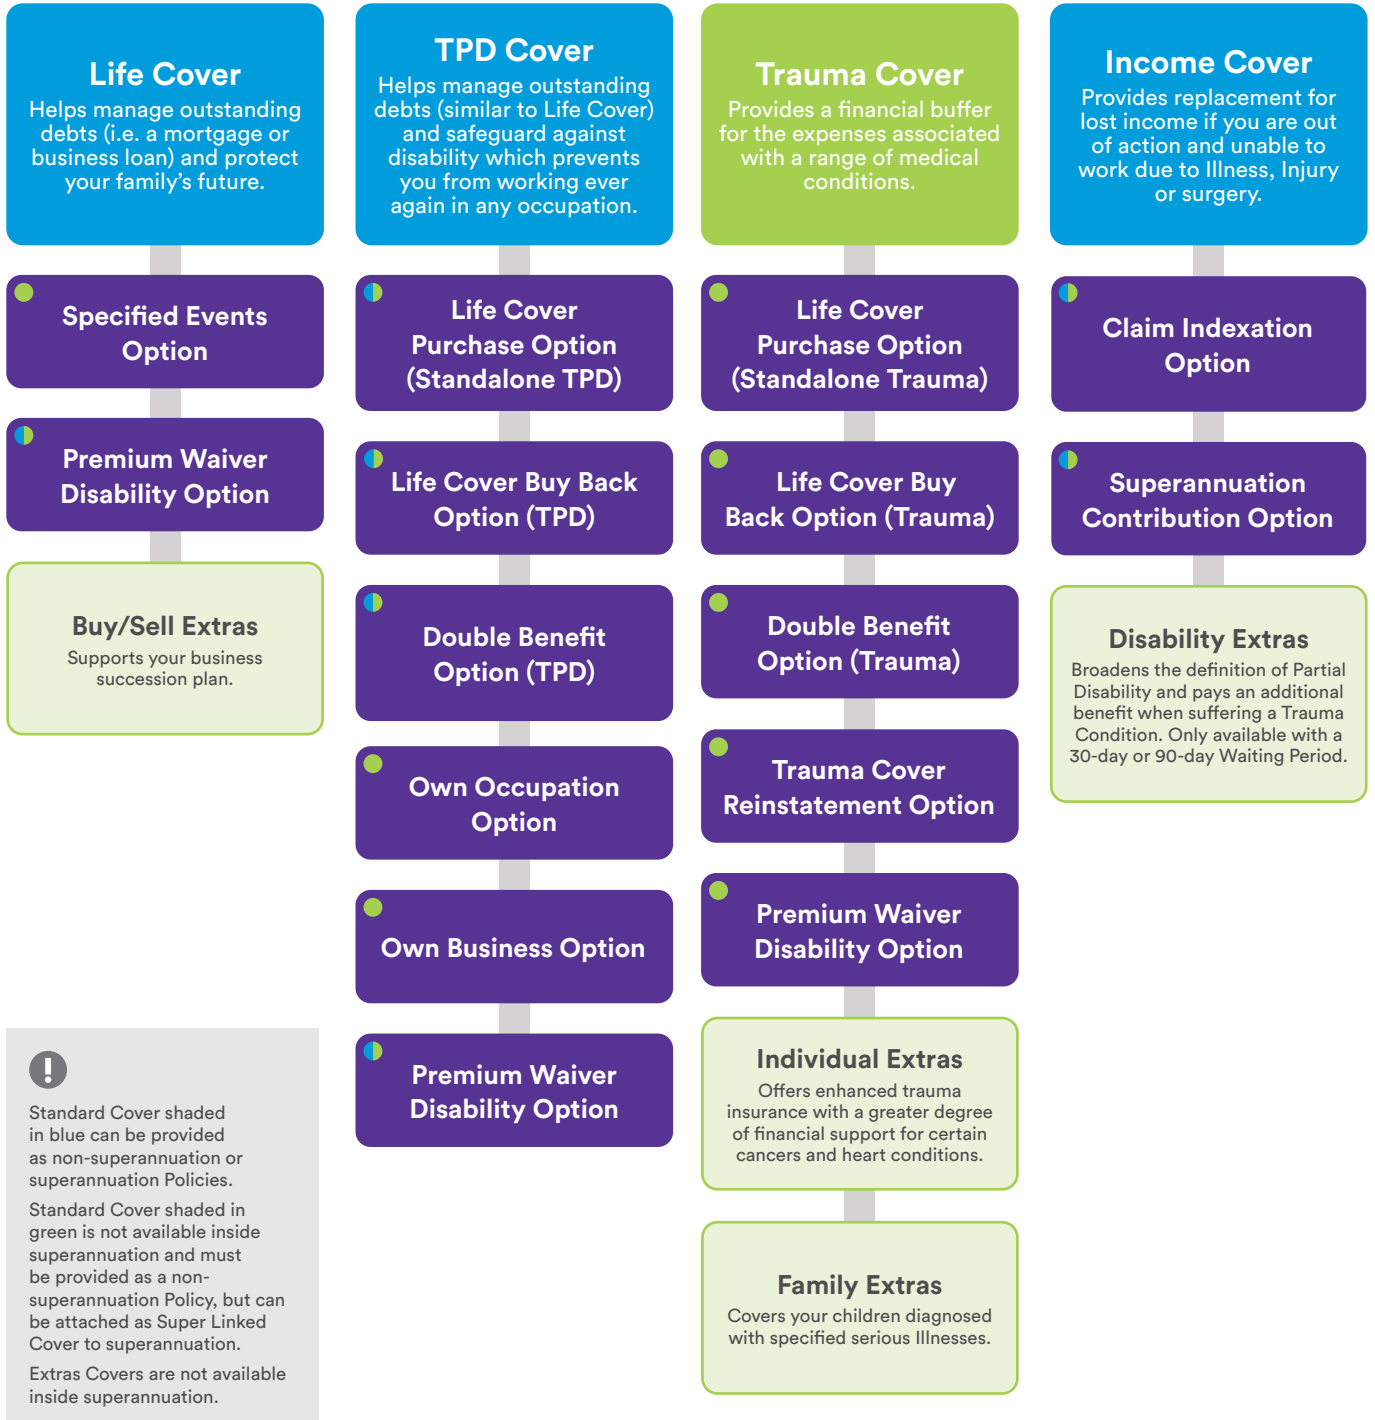 Life Cover
Helps manage outstanding
debts (i.e. a mortgage or
business loan) and protect
your family's future.
Specified Events
Option
Premium Waiver
Disability Option
Buy/Sell Extras
Supports your business
succession plan.
TPD Cover
Helps manage outstanding
debts (similar to Life Cover)
and safeguard against
disability which prevents
you from working ever
again in any occupation.
Life Cover
Purchase Option
(Standalone TPD)
Life Cover Buy Back
Option (TPD)
Double Benefit
Option (TPD)
Own Occupation
Option
Own Business Option
Premium Waiver
Disability Option
Trauma Cover
Provides a financial buffer
for the expenses associated
with a range of medical
conditions.
Life Cover
Purchase Option
(Standalone Trauma)
Life Cover Buy
Back Option (Trauma)
Double Benefit
Option (Trauma)
Trauma Cover
Reinstatement Option
Premium Waiver
Disability Option
Individual Extras
Offers enhanced trauma
insurance with a greater degree
of financial support for certain
cancers and heart conditions.
Family Extras
Covers your children diagnosed
with specified serious Illnesses.
Income Cover
Provides replacement for
lost income if you are out
of action and unable to
work due to Illness, Injury
or surgery.
Claim Indexation
Option
Superannuation
Contribution Option
Disability Extras
Broadens the definition of Partial
Disability and pays an additional
benefit when suffering a Trauma
Condition. Only available with a
30-day or 90-day Waiting Period.
!
Standard Cover shaded
in blue can be provided
as non-superannuation or
superannuation Policies.
Standard Cover shaded in
green is not available inside
superannuation and must
be provided as a non-
superannuation Policy, but can
be attached as Super Linked
Cover to superannuation.
Extras Covers are not available
inside superannuation.